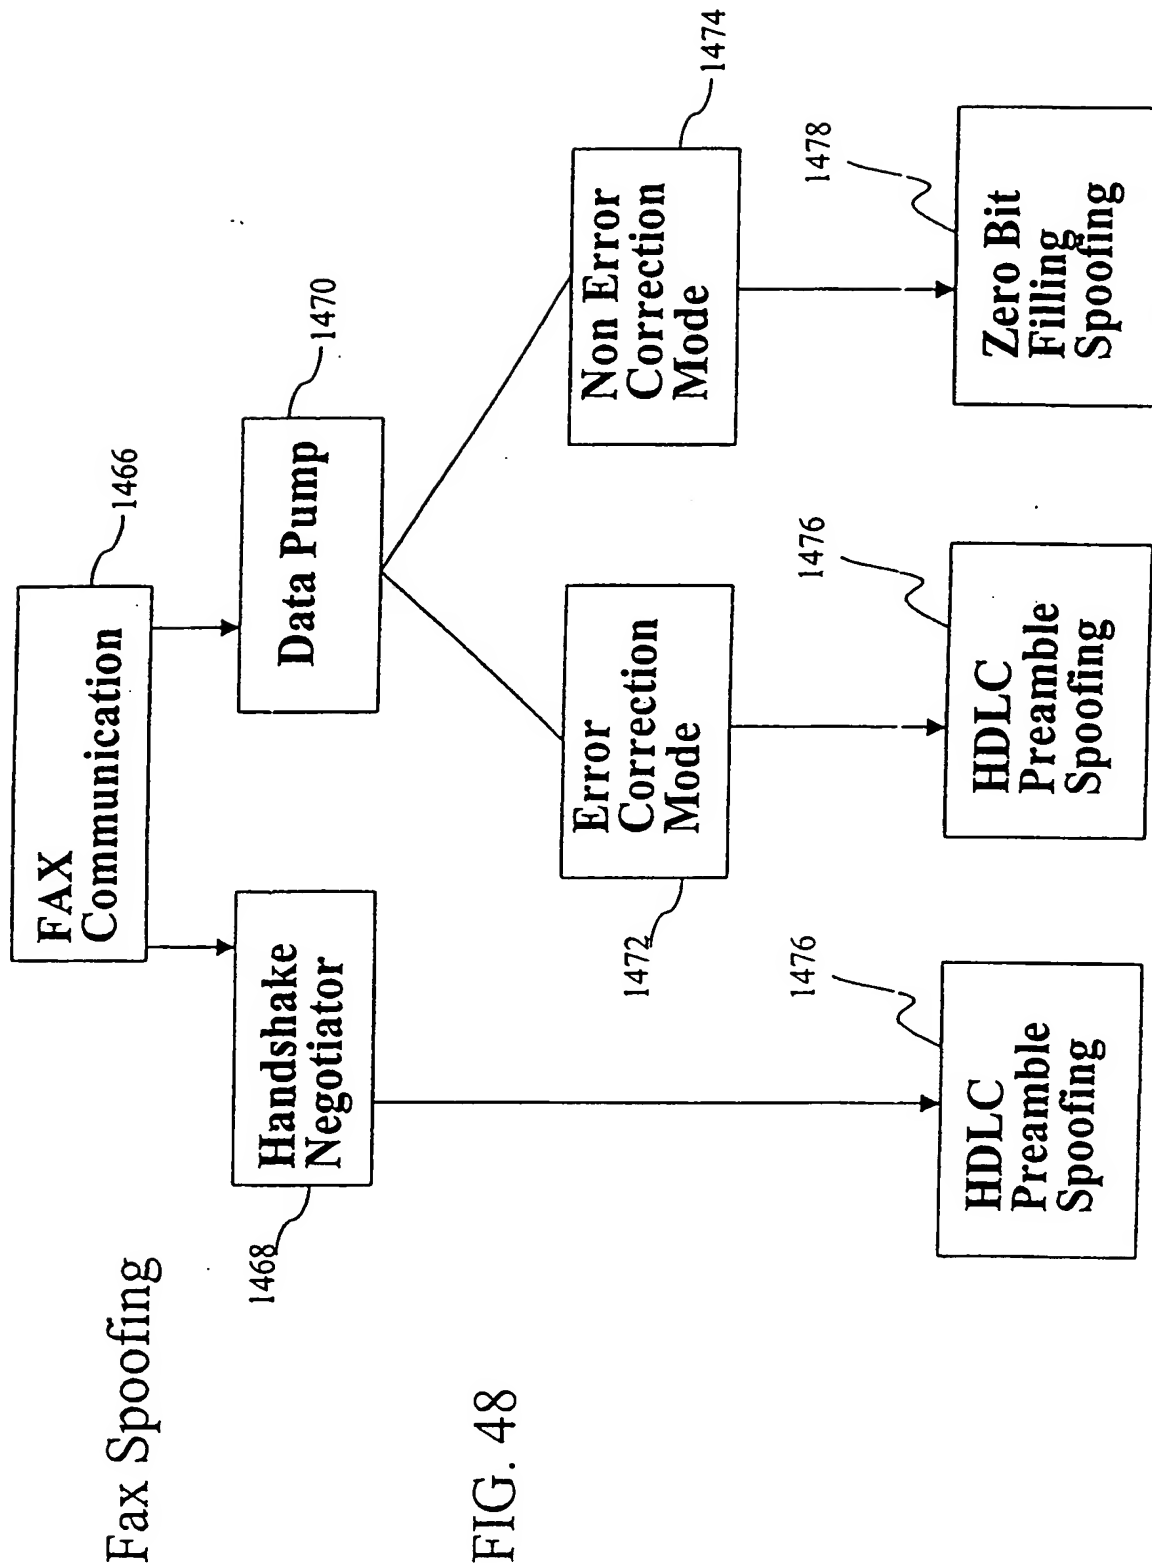 Fax Spoofing
FAX
Communication
1466
Handshake
Negotiator
1468
Data Pump
1470
Error
Correction
Mode
1472
Non Error
Correction
Mode
1474
HDLC
Preamble
Spoofing
1476
HDLC
Preamble
Spoofing
1476
Zero Bit
Filling
Spoofing
1478
FIG. 48